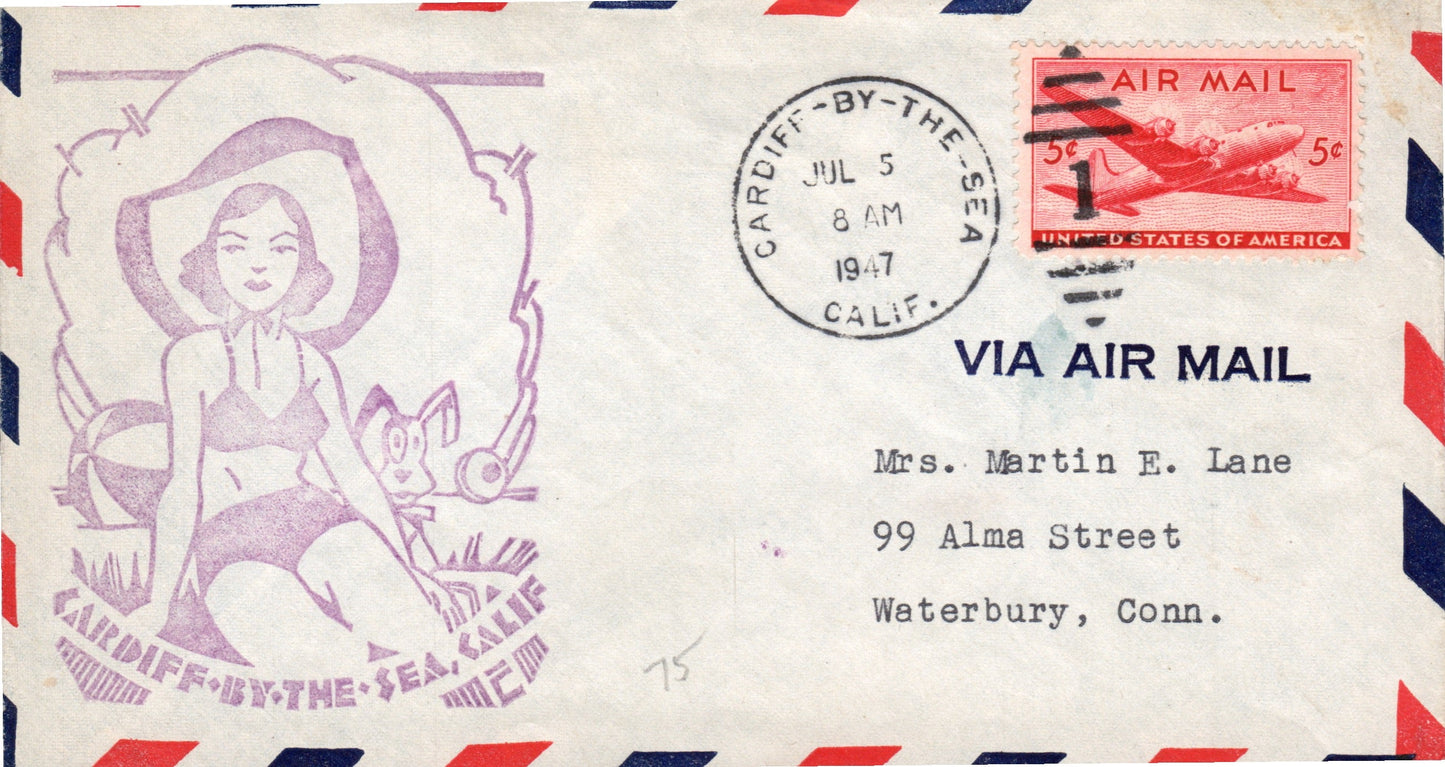 CARDIFF-BY-THE-SEA
JUL 5
8 AM
1947
CALIF.
AIR MAIL
5¢ 5¢
1
UNITED STATES OF AMERICA
VIA AIR MAIL
Mrs. Martin E. Lane
99 Alma Street
Waterbury, Conn.
CARDIFF•BY•THE•SEA, CALIF
75